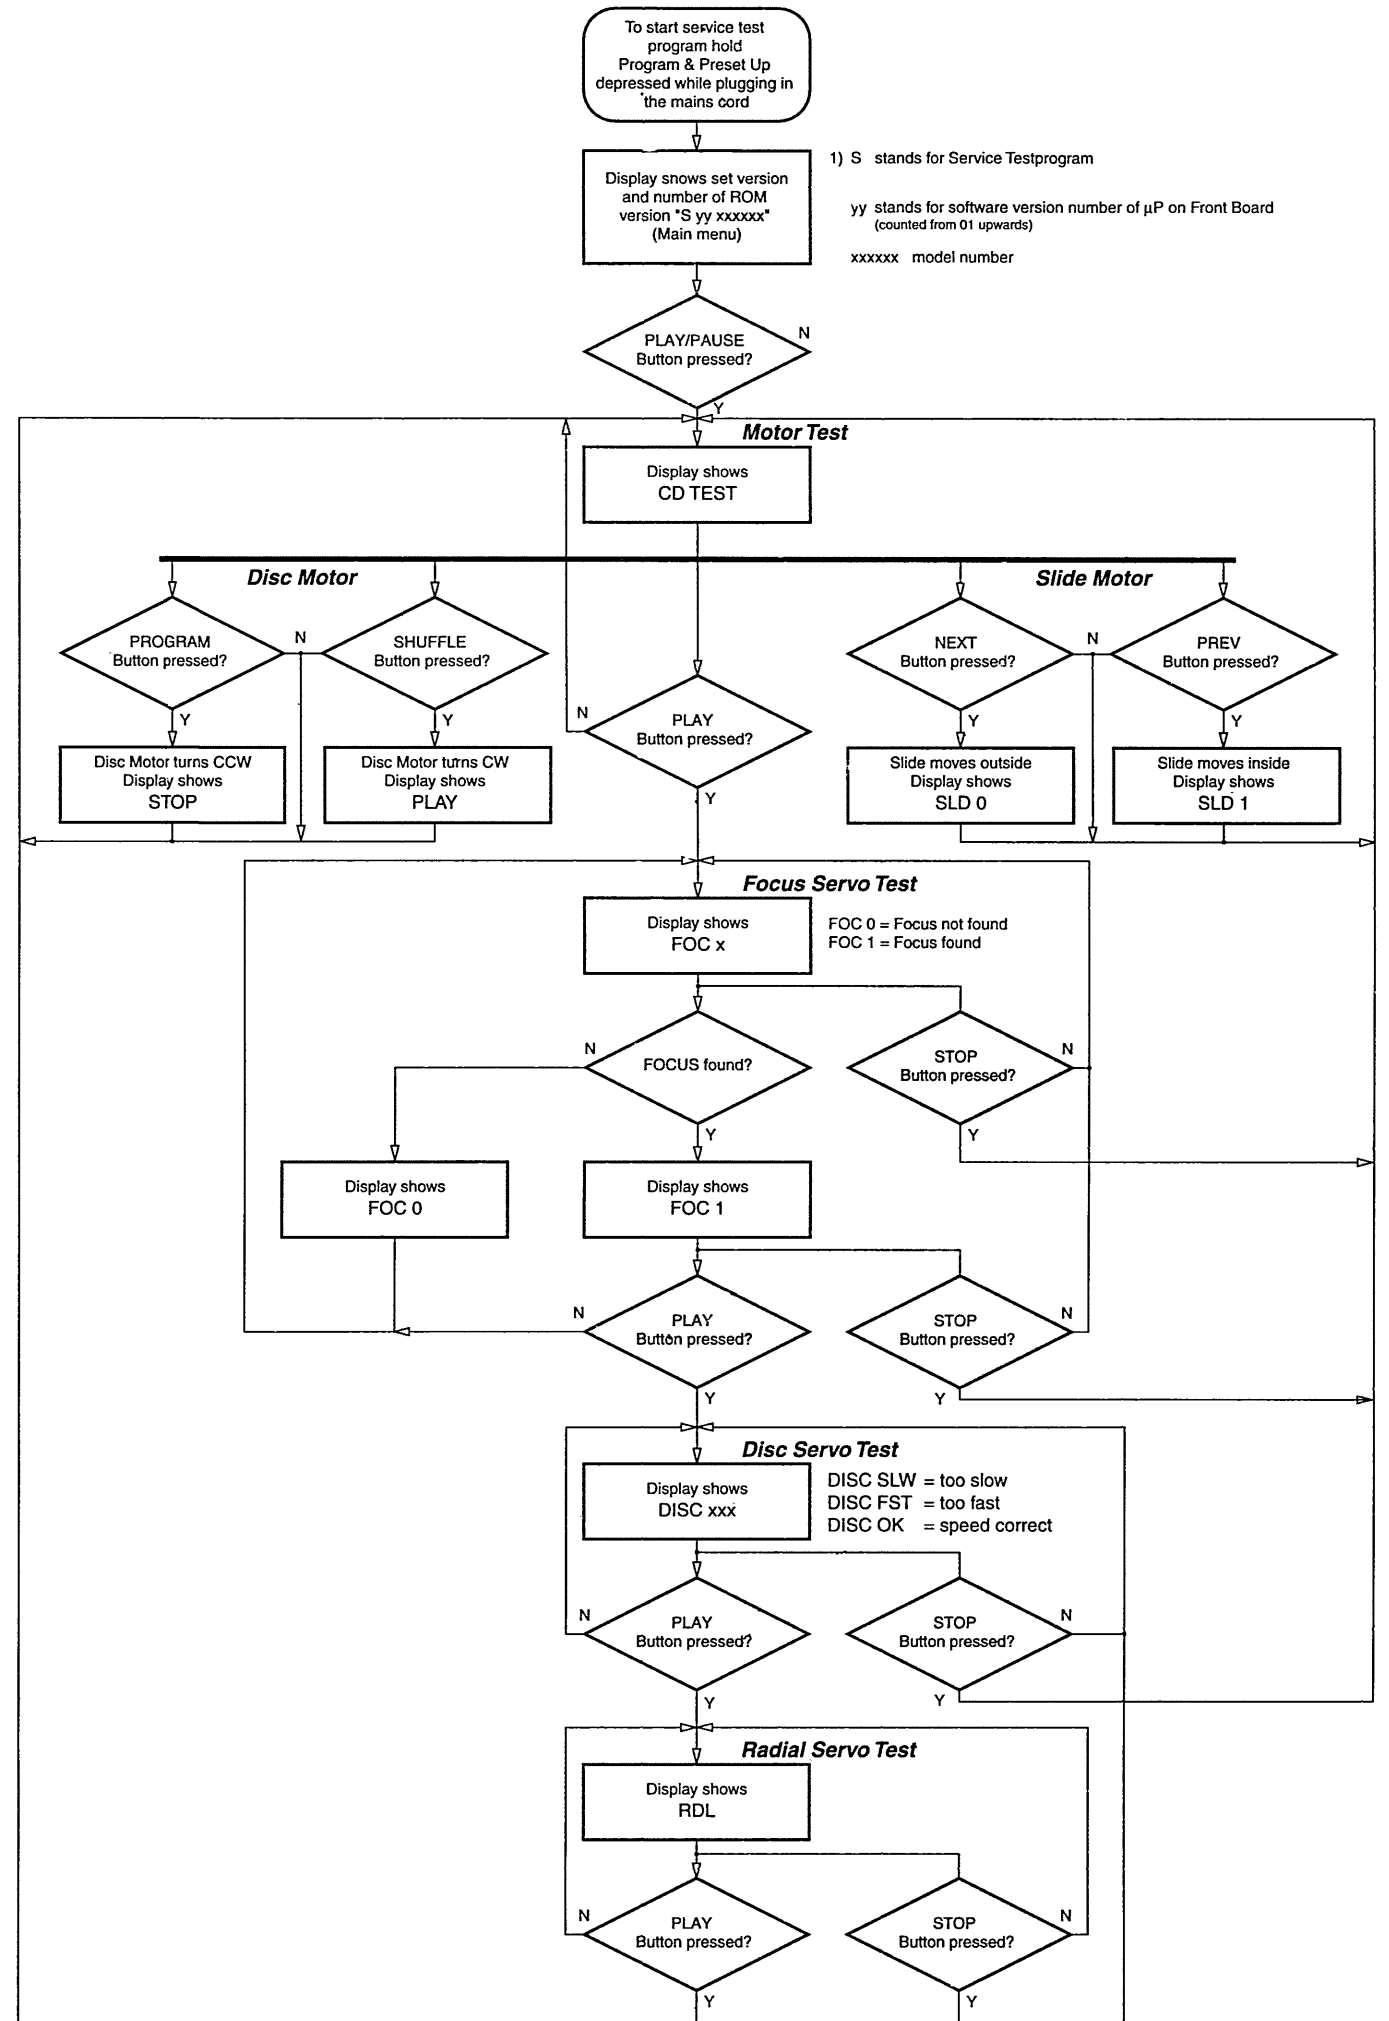 To start service test
program hold
Program & Preset Up
depressed while plugging in
the mains cord
Display shows set version
and number of ROM
version "S yy xxxxxx"
(Main menu)
1) S stands for Service Testprogram
yy stands for software version number of µP on Front Board
(counted from 01 upwards)
xxxxxx model number
PLAY/PAUSE
Button pressed?
N
Y
Motor Test
Display shows
CD TEST
Disc Motor
Slide Motor
PROGRAM
Button pressed?
N
SHUFFLE
Button pressed?
NEXT
Button pressed?
N
PREV
Button pressed?
Y
Y
N
PLAY
Button pressed?
Y
Y
Y
Disc Motor turns CCW
Display shows
STOP
Disc Motor turns CW
Display shows
PLAY
Slide moves outside
Display shows
SLD 0
Slide moves inside
Display shows
SLD 1
Focus Servo Test
Display shows
FOC x
FOC 0 = Focus not found
FOC 1 = Focus found
N
FOCUS found?
Y
STOP
Button pressed?
N
Y
Display shows
FOC 0
Display shows
FOC 1
N
PLAY
Button pressed?
Y
STOP
Button pressed?
N
Y
Disc Servo Test
Display shows
DISC xxx
DISC SLW = too slow
DISC FST = too fast
DISC OK = speed correct
N
PLAY
Button pressed?
Y
STOP
Button pressed?
N
Y
Radial Servo Test
Display shows
RDL
N
PLAY
Button pressed?
Y
STOP
Button pressed?
N
Y